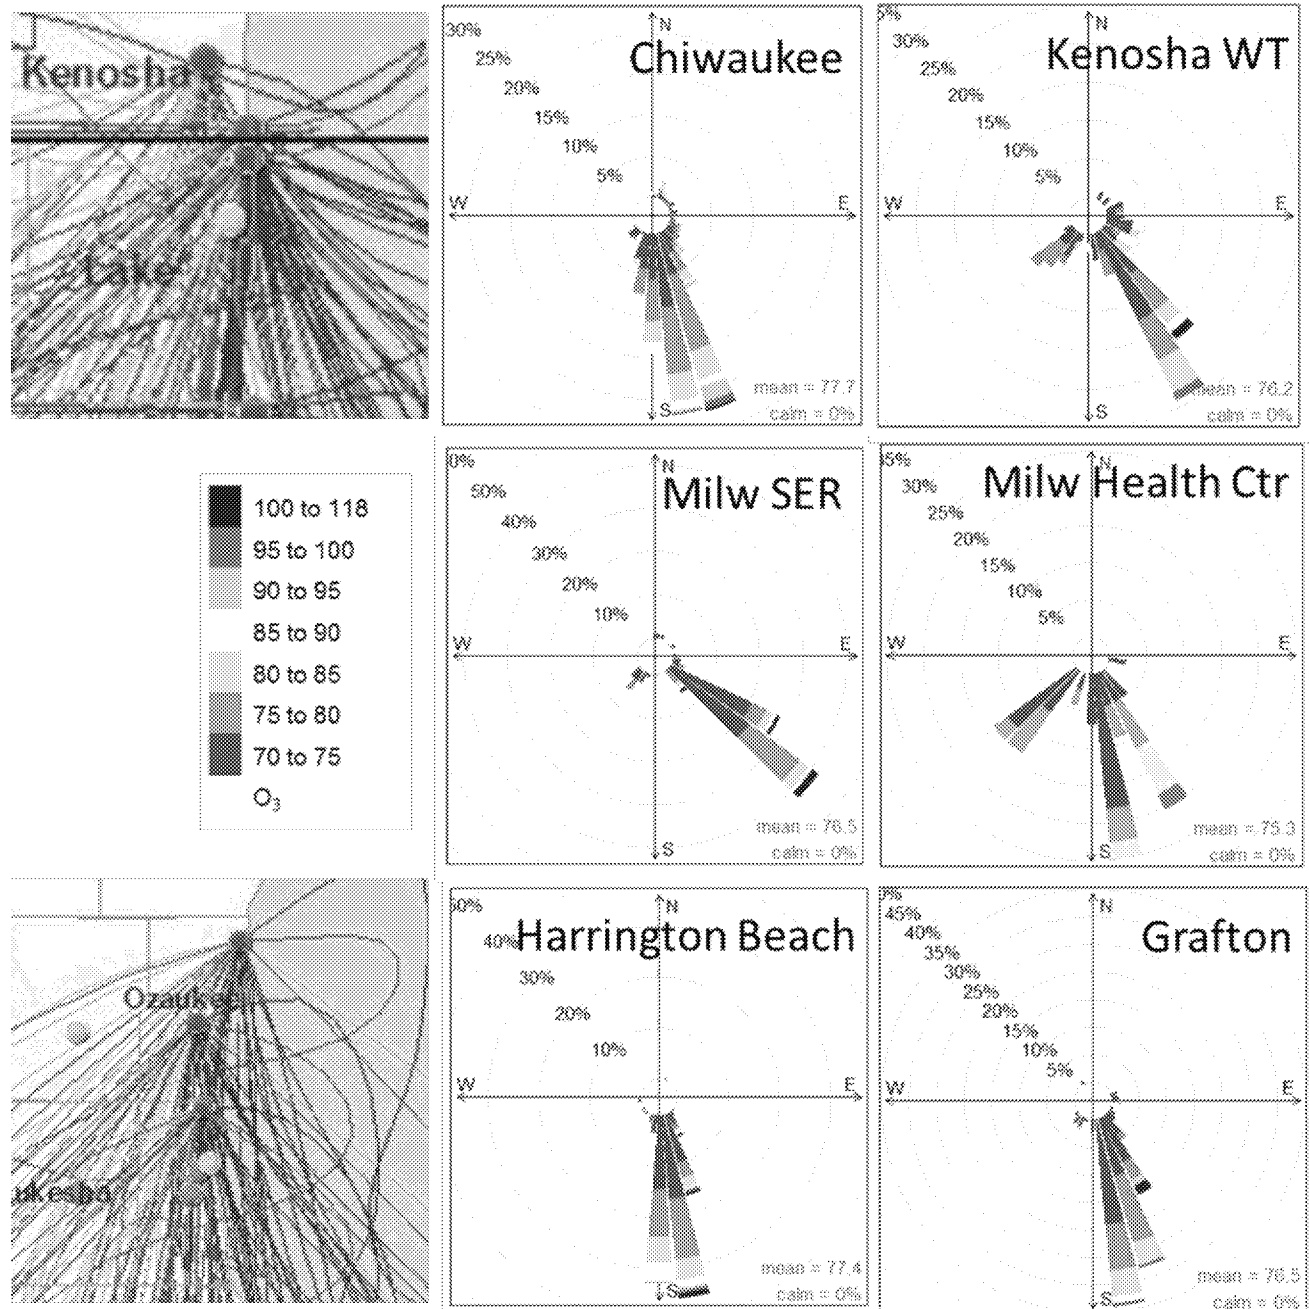 Kenosha
Lake
30%
25%
20%
15%
10%
5%
N
Chiwaukee
W
E
S
mean = 77.7
calm = 0%
5%
30%
25%
20%
15%
10%
5%
N
Kenosha WT
W
E
S
mean = 76.2
calm = 0%
100 to 118
95 to 100
90 to 95
85 to 90
80 to 85
75 to 80
70 to 75
O3
0%
50%
40%
30%
20%
10%
N
Milw SER
W
E
S
mean = 76.5
calm = 0%
35%
30%
25%
20%
15%
10%
5%
N
Milw Health Ctr
W
E
S
mean = 75.3
calm = 0%
Ozaukee
ukesha
50%
40%
30%
20%
10%
N
Harrington Beach
W
E
S
mean = 77.4
calm = 0%
0%
45%
40%
35%
30%
25%
20%
15%
10%
5%
N
Grafton
W
E
S
mean = 76.5
calm = 0%